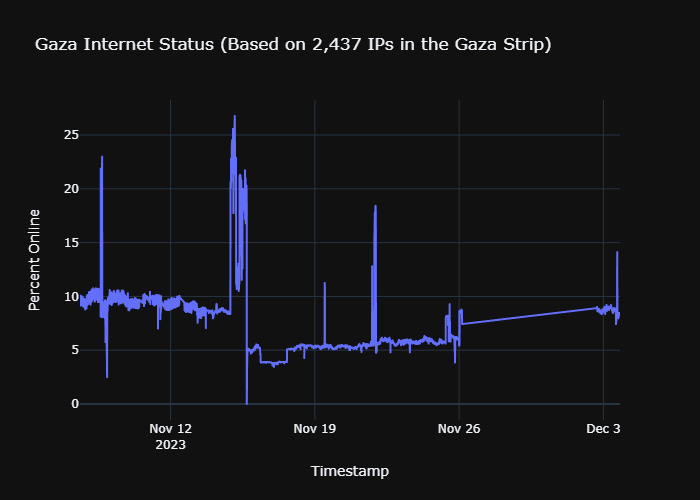 Gaza Internet Status (Based on 2,437 IPs in the Gaza Strip)
Percent Online
25
20
15
10
5
0
Nov 12
2023
Nov 19
Nov 26
Dec 3
Timestamp